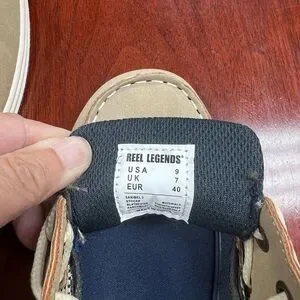 REEL LEGENDS®
USA 9
UK 7
EUR 40